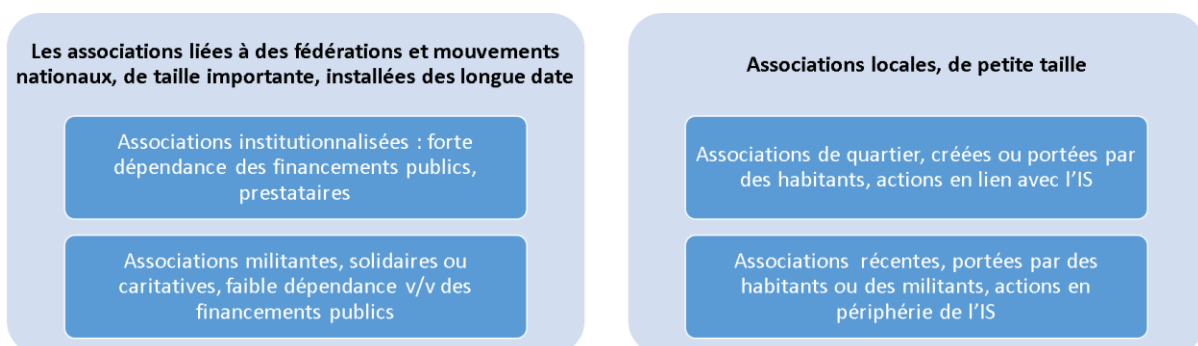 Les associations liées à des fédérations et mouvements
nationaux, de taille importante, installées des longue date
Associations institutionnalisées : forte
dépendance des financements publics,
prestataires
Associations militantes, solidaires ou
caritatives, faible dépendance v/v des
financements publics
Associations locales, de petite taille
Associations de quartier, créées ou portées par
des habitants, actions en lien avec l’IS
Associations récentes, portées par des
habitants ou des militants, actions en
périphérie de l’IS